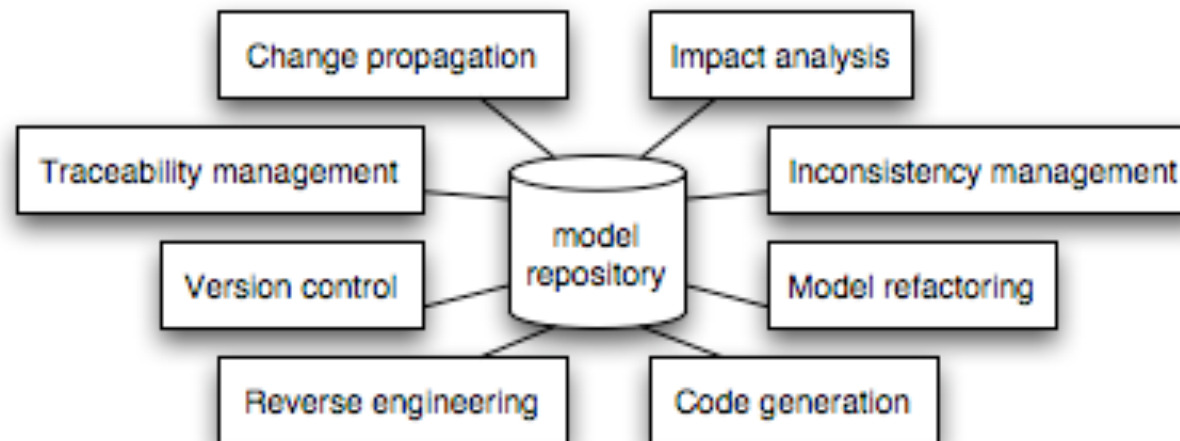 Change propagation
Impact analysis
Traceability management
Inconsistency management
model
repository
Version control
Model refactoring
Reverse engineering
Code generation